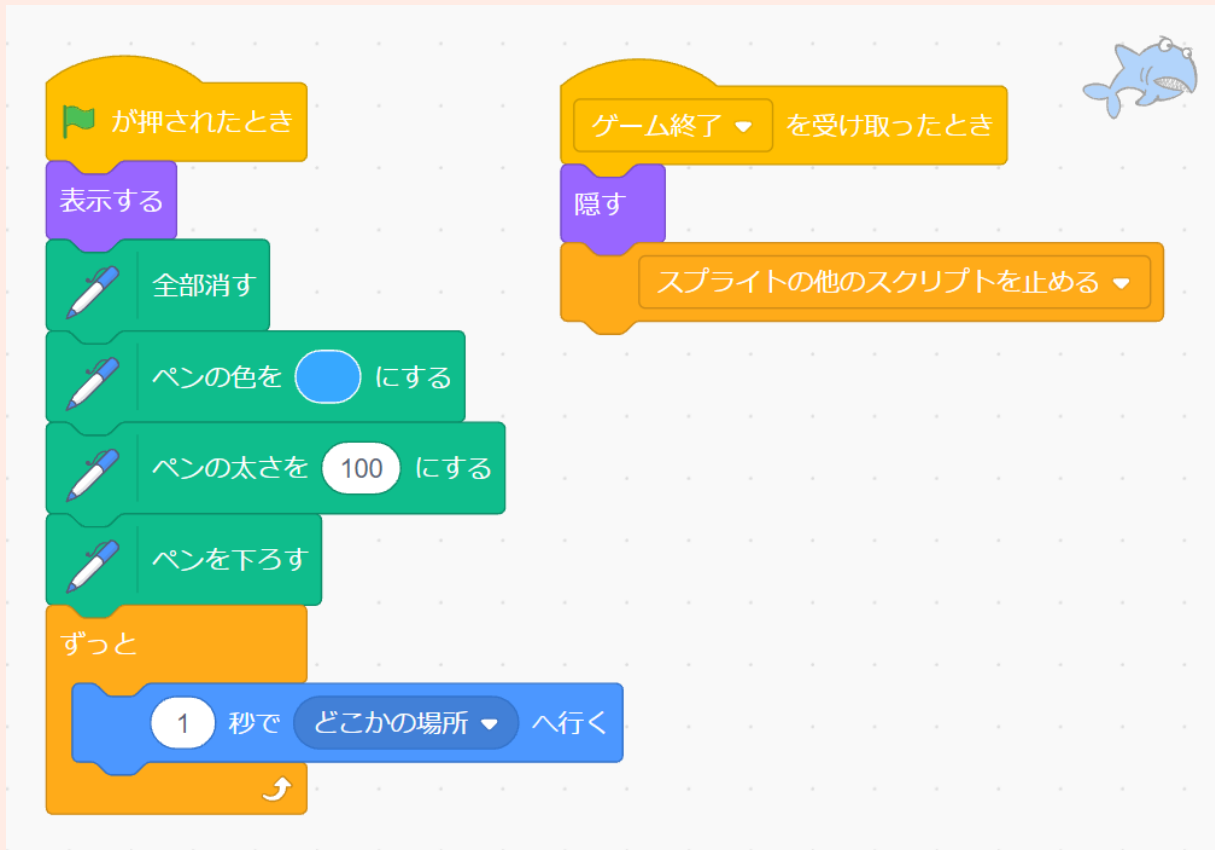 が押されたとき
表示する
全部消す
ペンの色を にする
ペンの太さを 100 にする
ペンを下ろす
ずっと
1 秒で どこかの場所 へ行く
ゲーム終了 を受け取ったとき
隠す
スプライトの他のスクリプトを止める